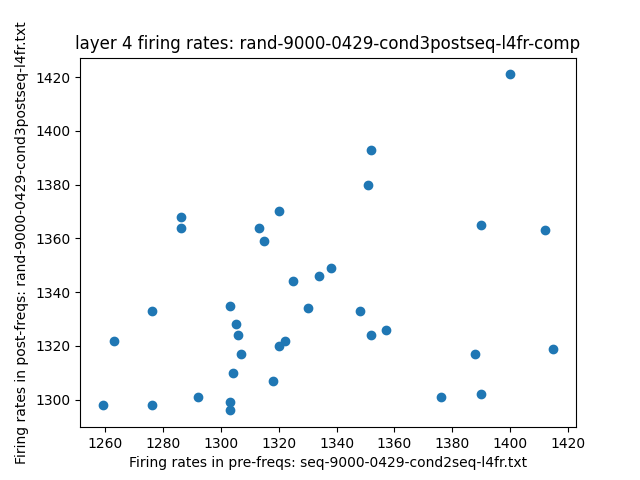 layer 4 firing rates: rand-9000-0429-cond3postseq-l4fr-comp
Firing rates in post-freqs: rand-9000-0429-cond3postseq-l4fr.txt
1420
1400
1380
1360
1340
1320
1300
1260 1280 1300 1320 1340 1360 1380 1400 1420
Firing rates in pre-freqs: seq-9000-0429-cond2seq-l4fr.txt